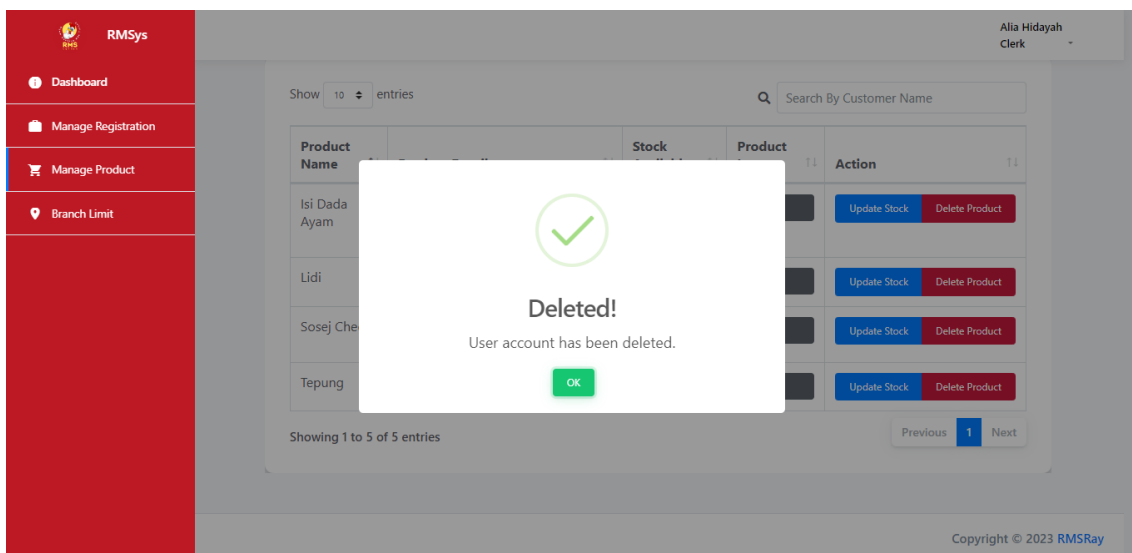 RMS
RMSys
Alia Hidayah
Clerk
Dashboard
Manage Registration
Manage Product
Branch Limit
Show 10 entries
Search By Customer Name
Product Name
Stock
Product
Action
Isi Dada Ayam
Update Stock Delete Product
Lidi
Update Stock Delete Product
Sosej Che
Update Stock Delete Product
Tepung
Update Stock Delete Product
Deleted!
User account has been deleted.
OK
Showing 1 to 5 of 5 entries
Previous 1 Next
Copyright © 2023 RMSRay